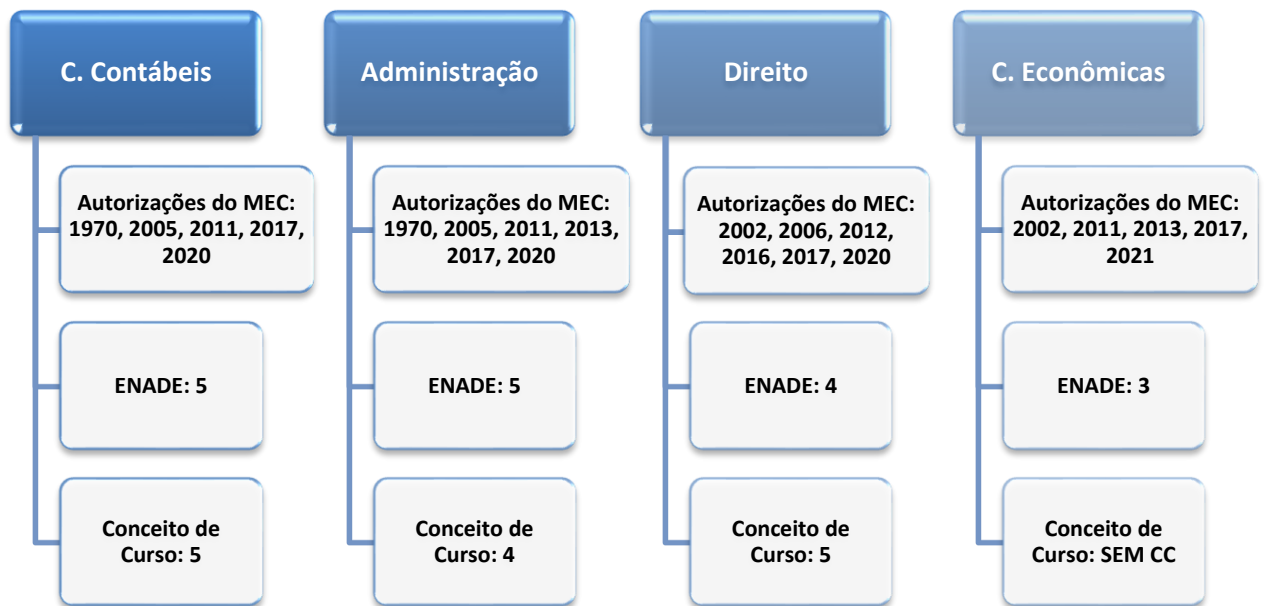 C. Contábeis
Autorizações do MEC:
1970, 2005, 2011, 2017,
2020
ENADE: 5
Conceito de
Curso: 5
Administração
Autorizações do MEC:
1970, 2005, 2011, 2013,
2017, 2020
ENADE: 5
Conceito de
Curso: 4
Direito
Autorizações do MEC:
2002, 2006, 2012,
2016, 2017, 2020
ENADE: 4
Conceito de
Curso: 5
C. Econômicas
Autorizações do MEC:
2002, 2011, 2013, 2017,
2021
ENADE: 3
Conceito de
Curso: SEM CC